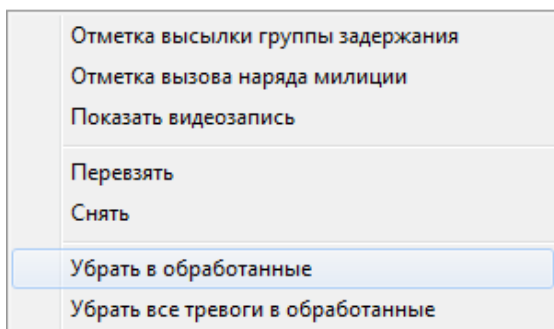 Отметка высылки группы задержания
Отметка вызова наряда милиции
Показать видеозапись
Перевзять
Снять
Убрать в обработанные
Убрать все тревоги в обработанные